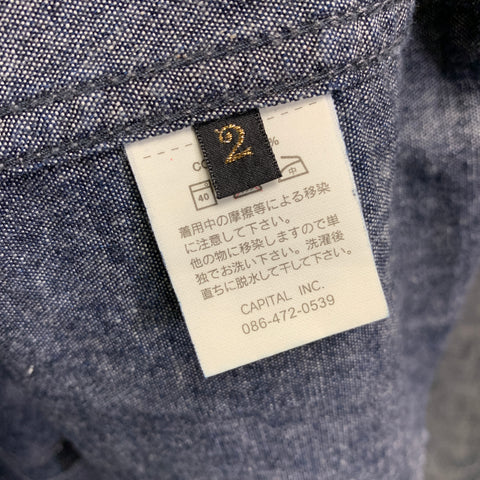 2
%
40 中
着用中の摩擦等による移染
に注意して下さい。
他の物に移染しますので単
独でお洗い下さい。洗濯後
直ちに脱水して干して下さい。
CAPITAL INC.
086-472-0539